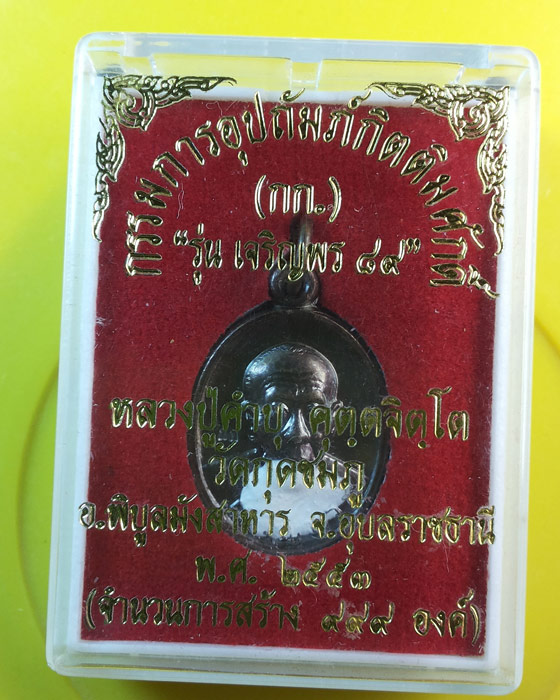 กรรมการอุปถัมภ์กิตติมศักดิ์
(กก.)
“รุ่น เจริญพร ๘๙”
หลวงปู่คำบุ คุตฺตจิตฺโต
วัดกุดชมภู
อ.พิบูลมังสาหาร จ.อุบลราชธานี
พ.ศ. ๒๕๕๓
(จำนวนการสร้าง ๙๙๙ องค์)